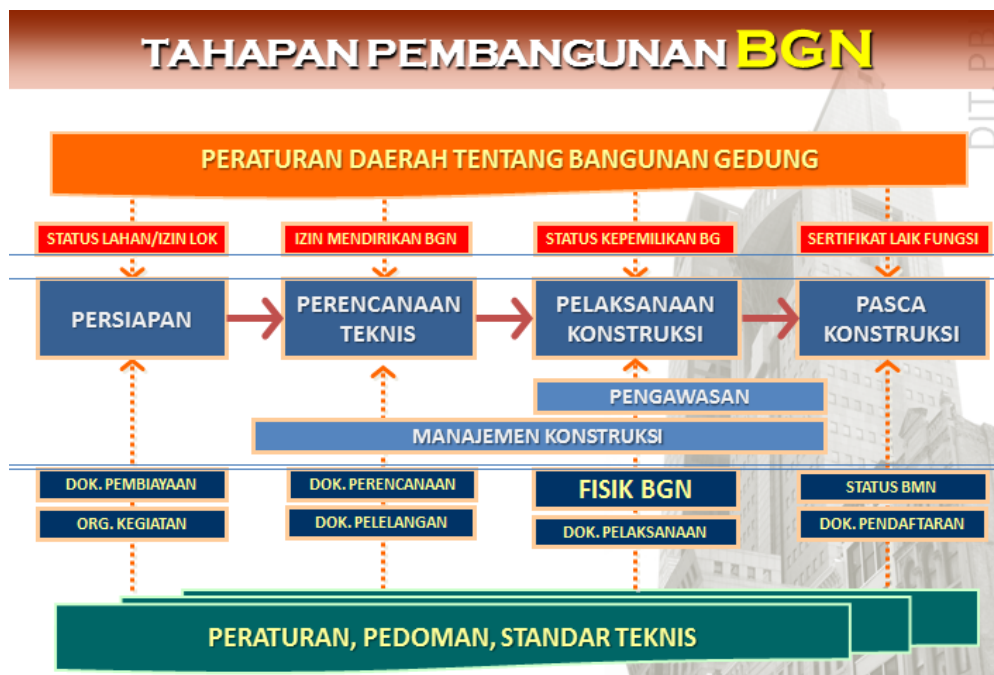 TAHAPAN PEMBANGUNAN BGN
DIT. PBL
PERATURAN DAERAH TENTANG BANGUNAN GEDUNG
STATUS LAHAN/IZIN LOK
IZIN MENDIRIKAN BGN
STATUS KEPEMILIKAN BG
SERTIFIKAT LAIK FUNGSI
PERSIAPAN
PERENCANAAN
TEKNIS
PELAKSANAAN
KONSTRUKSI
PASCA
KONSTRUKSI
PENGAWASAN
MANAJEMEN KONSTRUKSI
DOK. PEMBIAYAAN
ORG. KEGIATAN
DOK. PERENCANAAN
DOK. PELELANGAN
FISIK BGN
DOK. PELAKSANAAN
STATUS BMN
DOK. PENDAFTARAN
PERATURAN, PEDOMAN, STANDAR TEKNIS